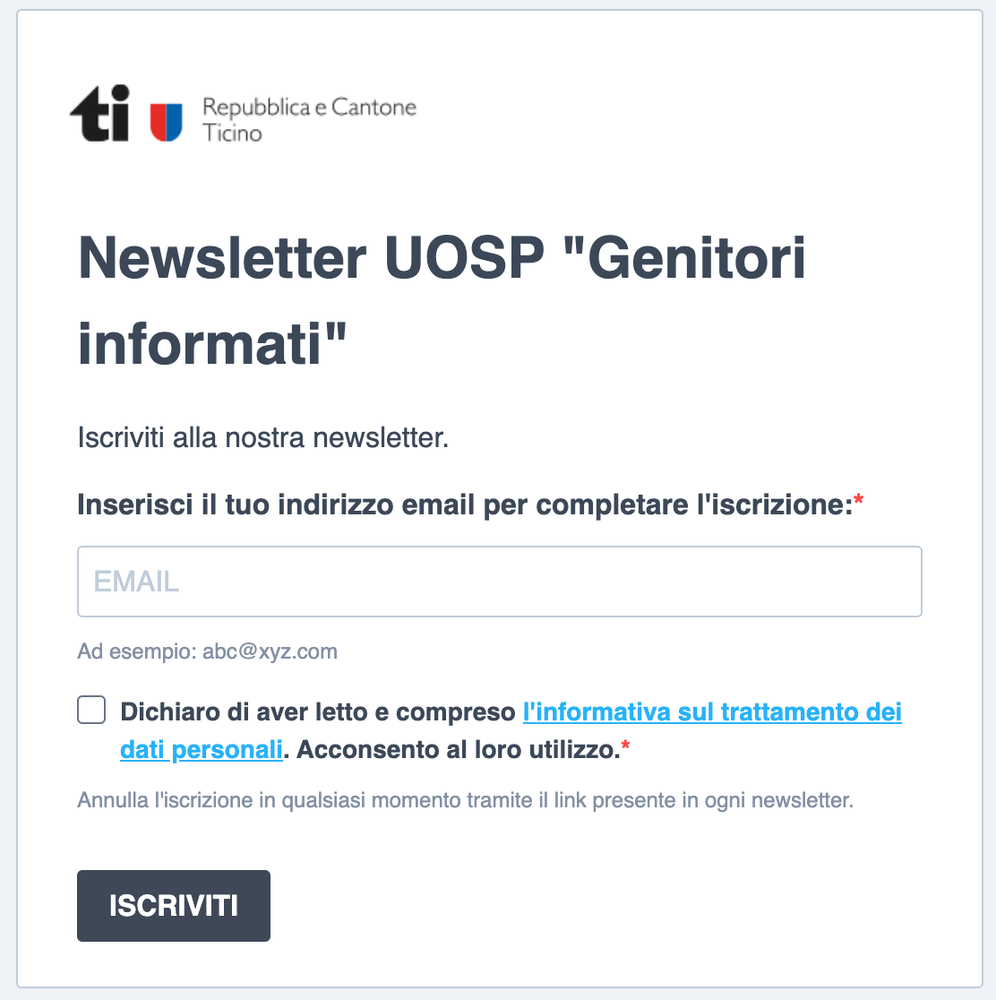 ti Repubblica e Cantone
Ticino
Newsletter UOSP "Genitori
informati"
Iscriviti alla nostra newsletter.
Inserisci il tuo indirizzo email per completare l'iscrizione:*
EMAIL
Ad esempio: abc@xyz.com
Dichiaro di aver letto e compreso l'informativa sul trattamento dei
dati personali. Acconsento al loro utilizzo.*
Annulla l'iscrizione in qualsiasi momento tramite il link presente in ogni newsletter.
ISCRIVITI